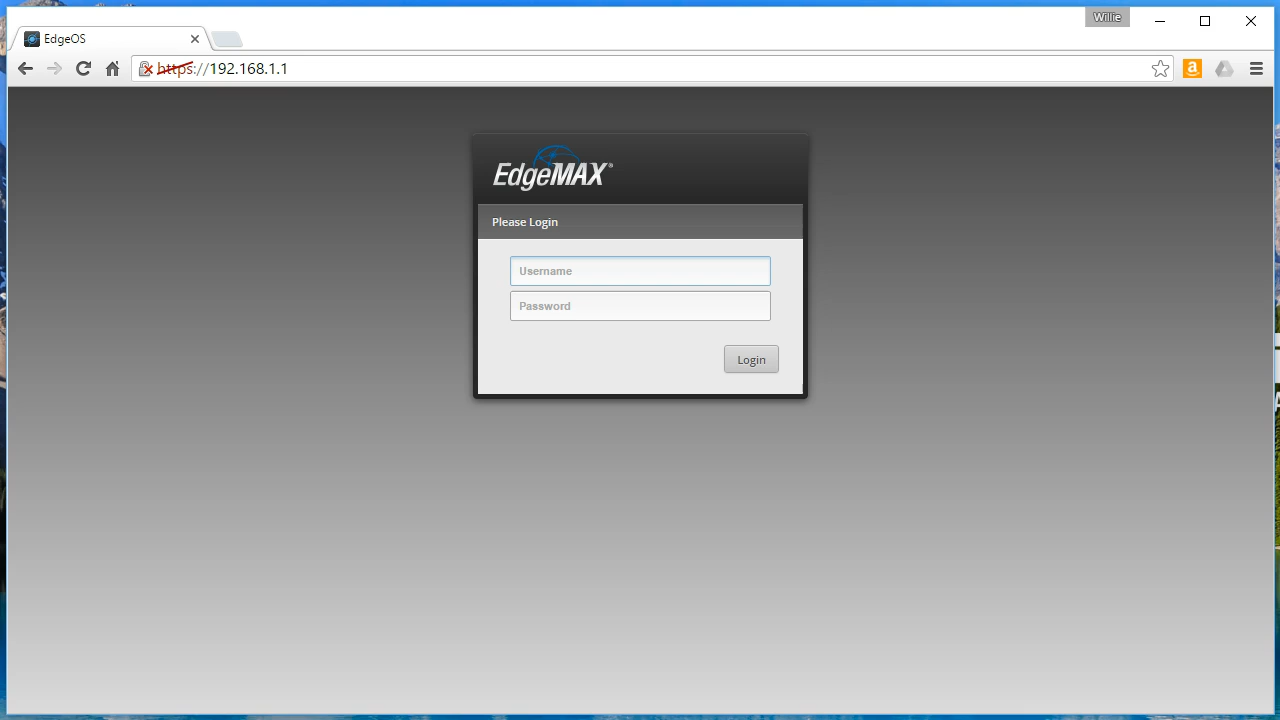 Willie
EdgeOS
https://192.168.1.1
EdgeMAX®
Please Login
Username
Password
Login